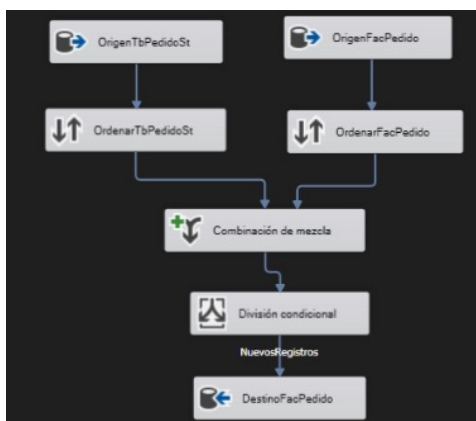 OrigenTbPedidoSt
OrigenFacPedido
OrdenarTbPedidoSt
OrdenarFacPedido
Combinación de mezcla
División condicional
NuevosRegistros
DestinoFacPedido